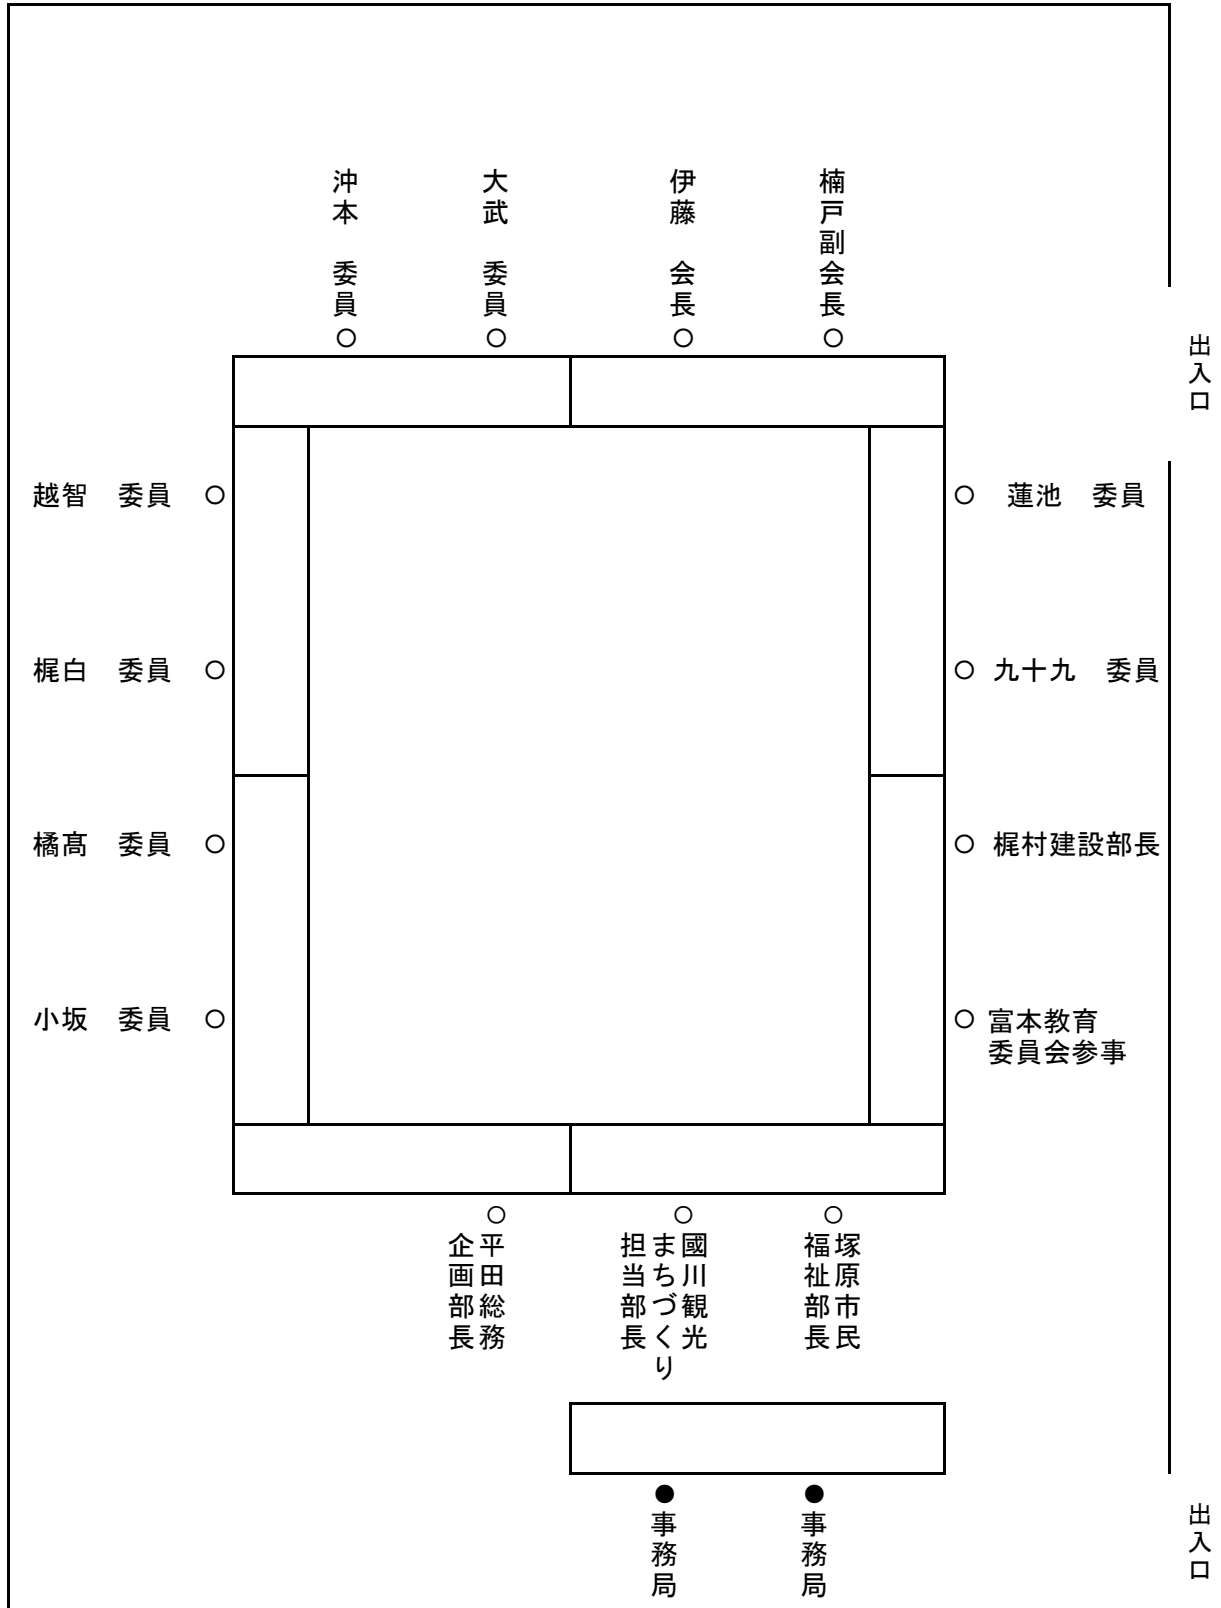 沖本　委員
大武　委員
伊藤　会長
楠戸副会長
出入口
越智　委員
蓮池　委員
梶白　委員
九十九　委員
橘髙　委員
梶村建設部長
小坂　委員
富本教育
委員会参事
平田総務
企画部長
國川観光
まちづくり
担当部長
塚原市民
福祉部長
事務局
事務局
出入口